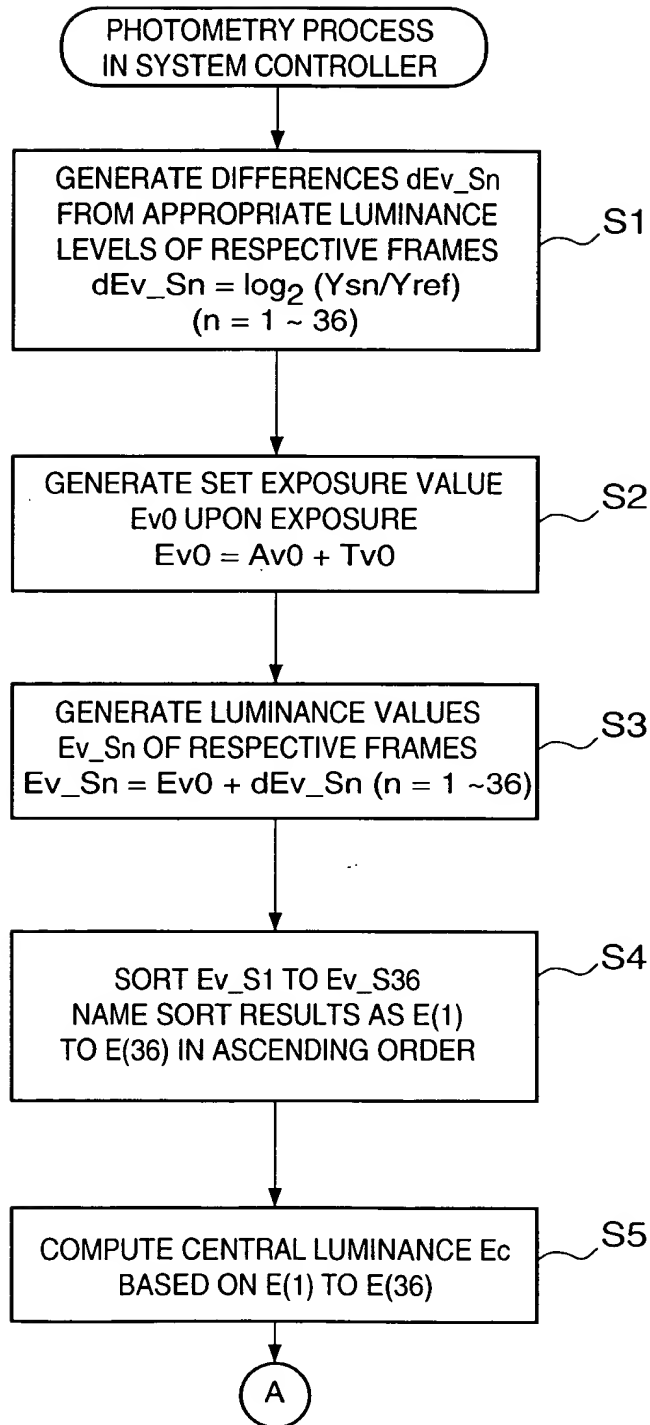 PHOTOMETRY PROCESS
IN SYSTEM CONTROLLER
GENERATE DIFFERENCES dEv_Sn
FROM APPROPRIATE LUMINANCE
LEVELS OF RESPECTIVE FRAMES
dEv_Sn = log2 (Ysn/Yref)
(n = 1 ~ 36)
S1
GENERATE SET EXPOSURE VALUE
Ev0 UPON EXPOSURE
Ev0 = Av0 + Tv0
S2
GENERATE LUMINANCE VALUES
Ev_Sn OF RESPECTIVE FRAMES
Ev_Sn = Ev0 + dEv_Sn (n = 1 ~36)
S3
SORT Ev_S1 TO Ev_S36
NAME SORT RESULTS AS E(1)
TO E(36) IN ASCENDING ORDER
S4
COMPUTE CENTRAL LUMINANCE Ec
BASED ON E(1) TO E(36)
S5
A